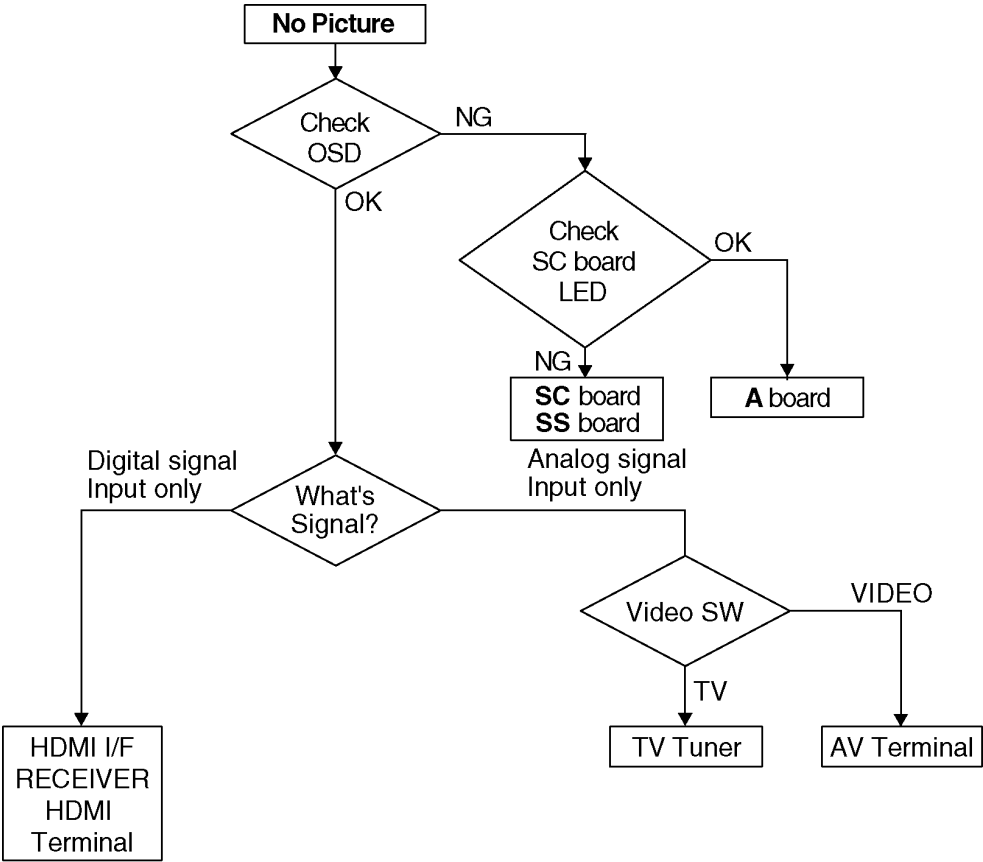 No Picture
Check
OSD
NG
OK
Check
SC board
LED
OK
NG
SC board
SS board
A board
Digital signal
Input only
What's
Signal?
Analog signal
Input only
Video SW
VIDEO
TV
HDMI I/F
RECEIVER
HDMI
Terminal
TV Tuner
AV Terminal